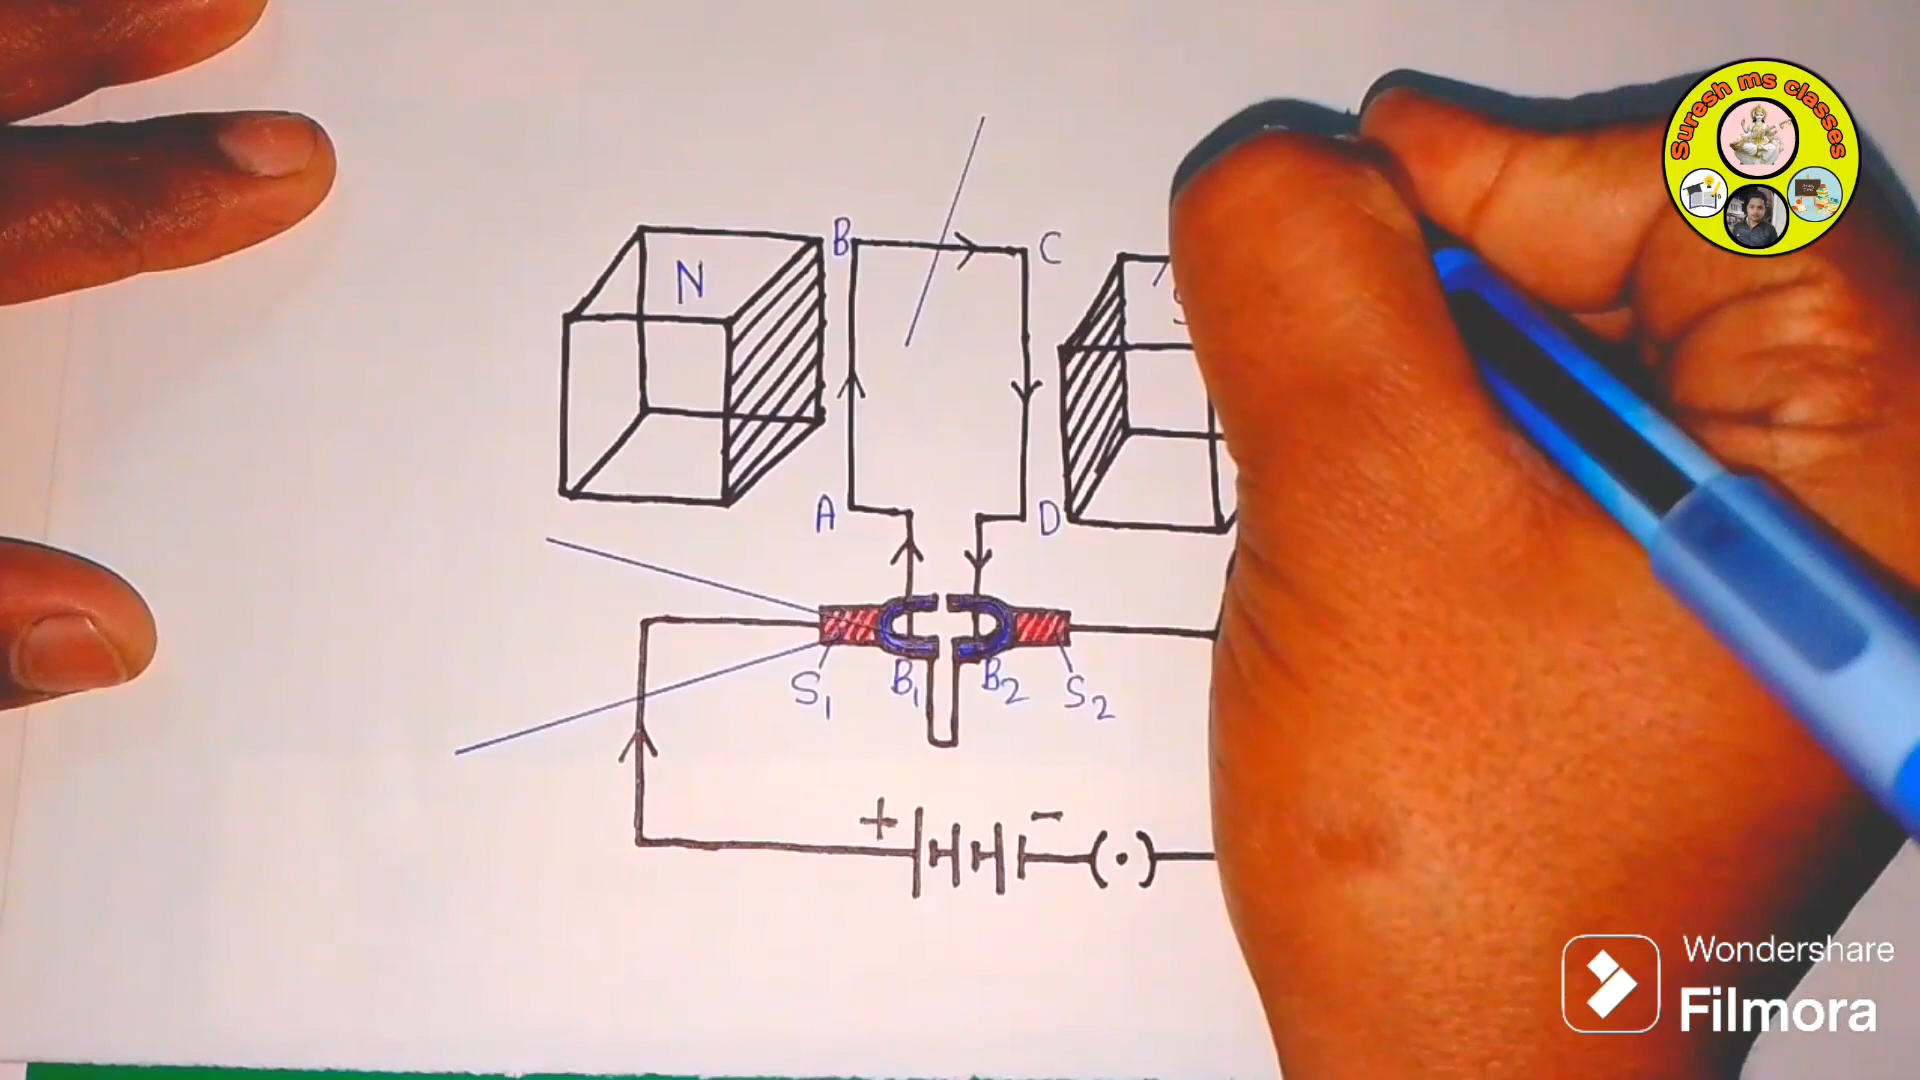 Suresh ms classes
N
B
C
A
D
S1
B1
B2
S2
+
-
Wondershare
Filmora